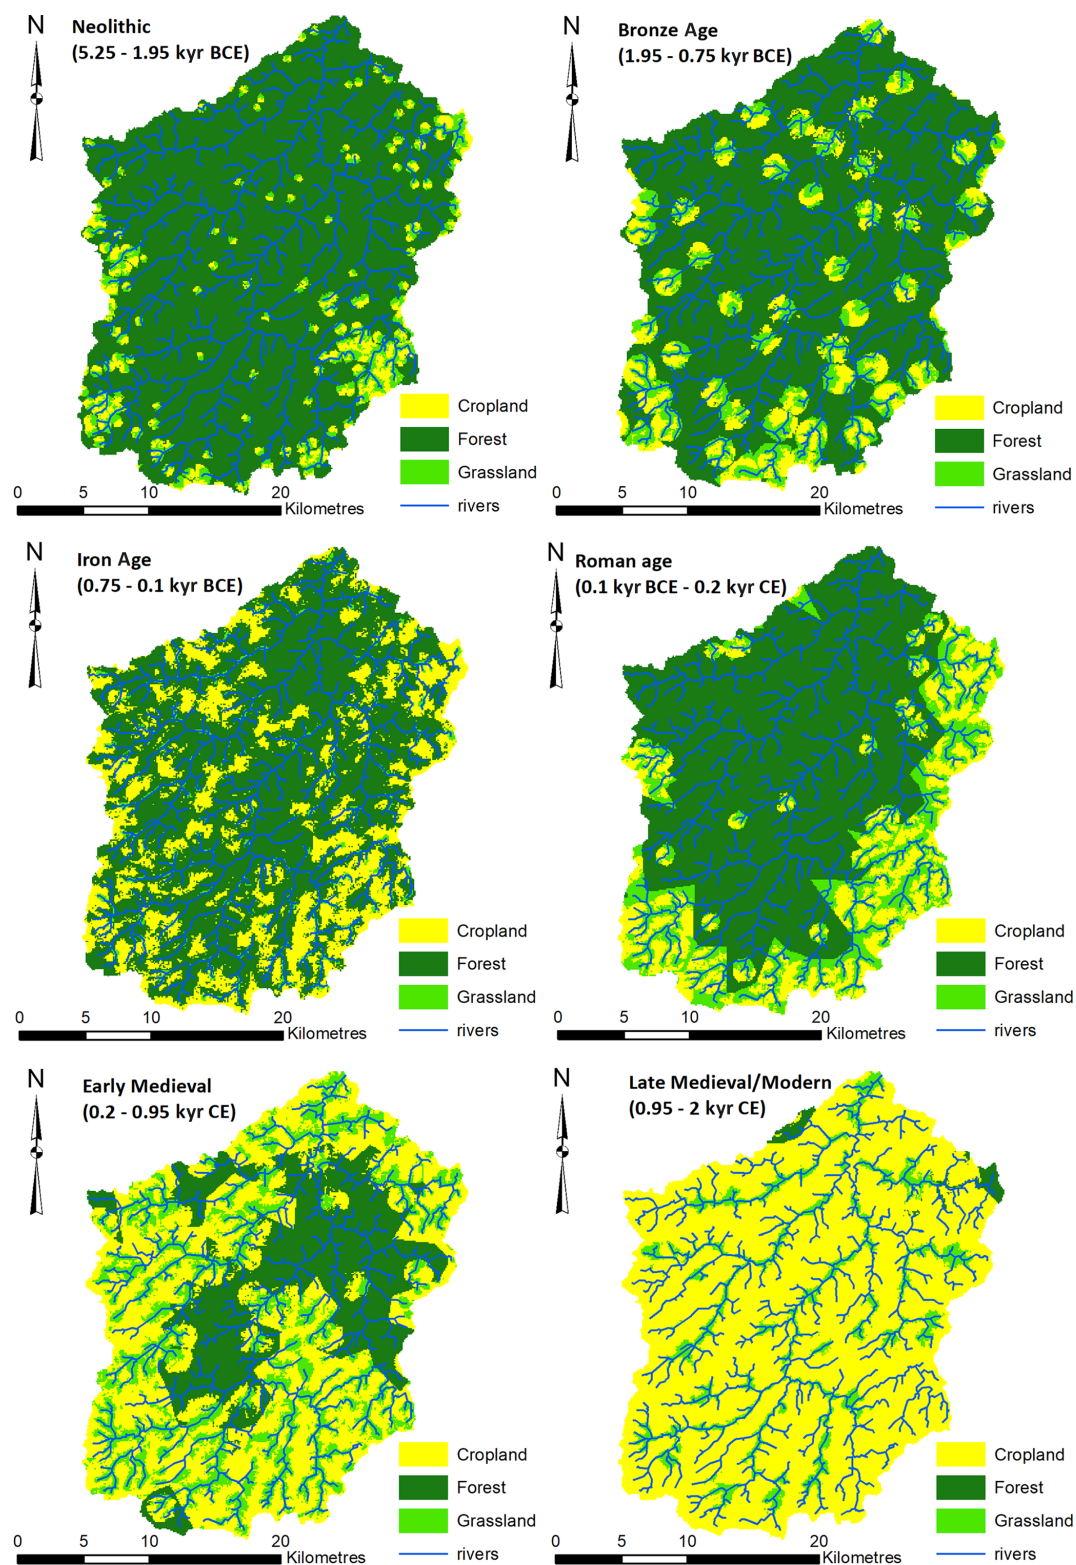 N
Neolithic
(5.25 - 1.95 kyr BCE)
Cropland
Forest
Grassland
rivers
0 5 10 20
Kilometres
N
Bronze Age
(1.95 - 0.75 kyr BCE)
Cropland
Forest
Grassland
rivers
0 5 10 20
Kilometres
N
Iron Age
(0.75 - 0.1 kyr BCE)
Cropland
Forest
Grassland
rivers
0 5 10 20
Kilometres
N
Roman age
(0.1 kyr BCE - 0.2 kyr CE)
Cropland
Forest
Grassland
rivers
0 5 10 20
Kilometres
N
Early Medieval
(0.2 - 0.95 kyr CE)
Cropland
Forest
Grassland
rivers
0 5 10 20
Kilometres
N
Late Medieval/Modern
(0.95 - 2 kyr CE)
Cropland
Forest
Grassland
rivers
0 5 10 20
Kilometres